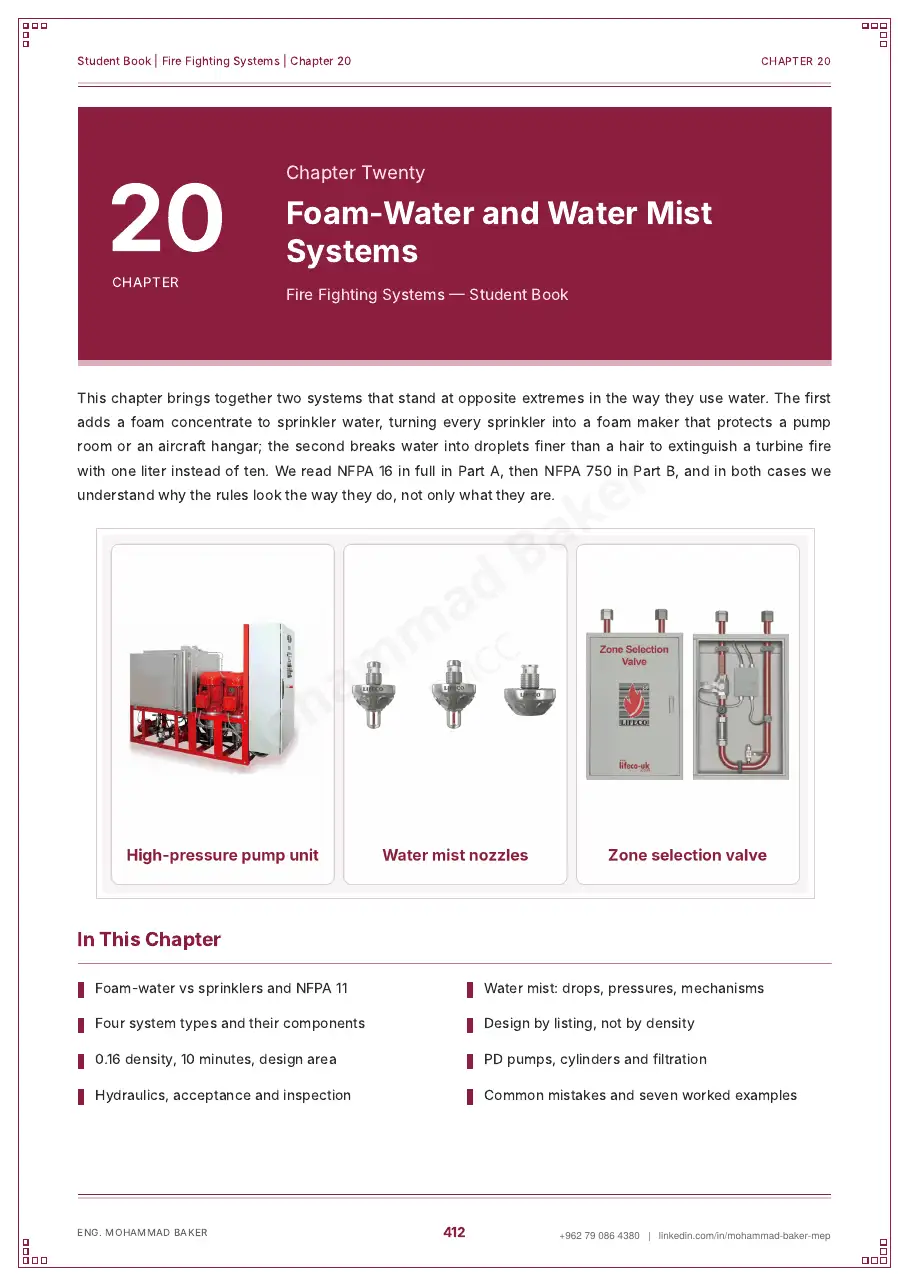 Student Book | Fire Fighting Systems | Chapter 20
CHAPTER 20
20
CHAPTER
Chapter Twenty
Foam-Water and Water Mist
Systems
Fire Fighting Systems — Student Book
This chapter brings together two systems that stand at opposite extremes in the way they use water. The first
adds a foam concentrate to sprinkler water, turning every sprinkler into a foam maker that protects a pump
room or an aircraft hangar; the second breaks water into droplets finer than a hair to extinguish a turbine fire
with one liter instead of ten. We read NFPA 16 in full in Part A, then NFPA 750 in Part B, and in both cases we
understand why the rules look the way they do, not only what they are.
LIFECO
LIFECO
LIFECO
Zone Selection
Valve
LIFECO
lifeco-uk
High-pressure pump unit
Water mist nozzles
Zone selection valve
In This Chapter
Foam-water vs sprinklers and NFPA 11
Four system types and their components
0.16 density, 10 minutes, design area
Hydraulics, acceptance and inspection
Water mist: drops, pressures, mechanisms
Design by listing, not by density
PD pumps, cylinders and filtration
Common mistakes and seven worked examples
ENG. MOHAMMAD BAKER
412
+962 79 086 4380 | linkedin.com/in/mohammad-baker-mep